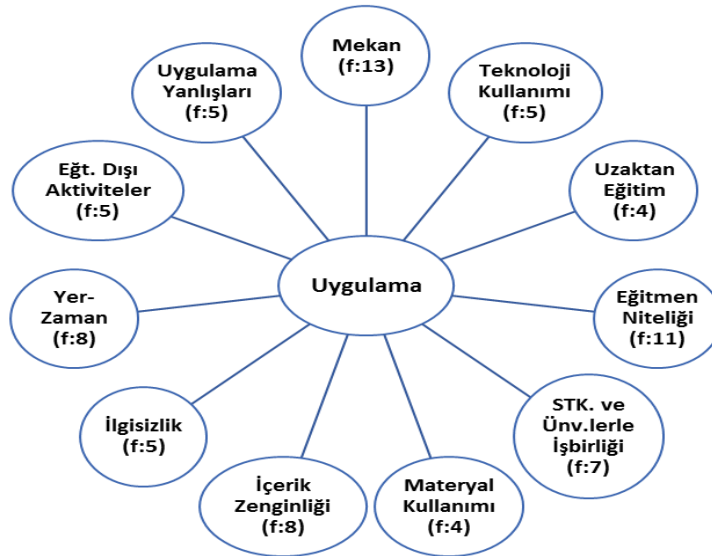 Mekan
(f:13)
Teknoloji
Kullanımı
(f:5)
Uzaktan
Eğitim
(f:4)
Eğitmen
Niteliği
(f:11)
STK. ve
Ünv.lerle
İşbirliği
(f:7)
Materyal
Kullanımı
(f:4)
İçerik
Zenginliği
(f:8)
İlgisizlik
(f:5)
Yer-
Zaman
(f:8)
Eğt. Dışı
Aktiviteler
(f:5)
Uygulama
Yanlışları
(f:5)
Uygulama